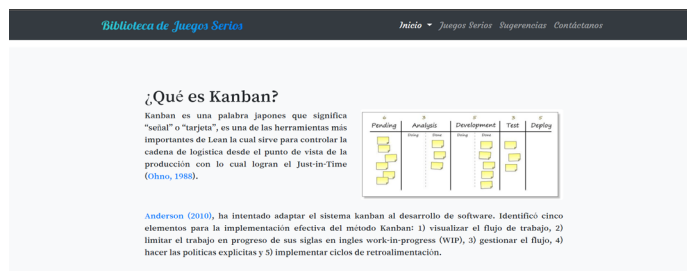 Biblioteca de Juegos Serios
Inicio Juegos Serios Sugerencias Contáctanos
¿Qué es Kanban?
Kanban es una palabra japones que significa
“señal” o “tarjeta”, es una de las herramientas más
importantes de Lean la cual sirve para controlar la
cadena de logística desde el punto de vista de la
producción con lo cual logran el Just-in-Time
(Ohno, 1988).
Pending Analysis Development Test Deploy
Doing Done Doing Done
Anderson (2010), ha intentado adaptar el sistema kanban al desarrollo de software. Identificó cinco
elementos para la implementación efectiva del método Kanban: 1) visualizar el flujo de trabajo, 2)
limitar el trabajo en progreso de sus siglas en ingles work-in-progress (WIP), 3) gestionar el flujo, 4)
hacer las políticas explícitas y 5) implementar ciclos de retroalimentación.